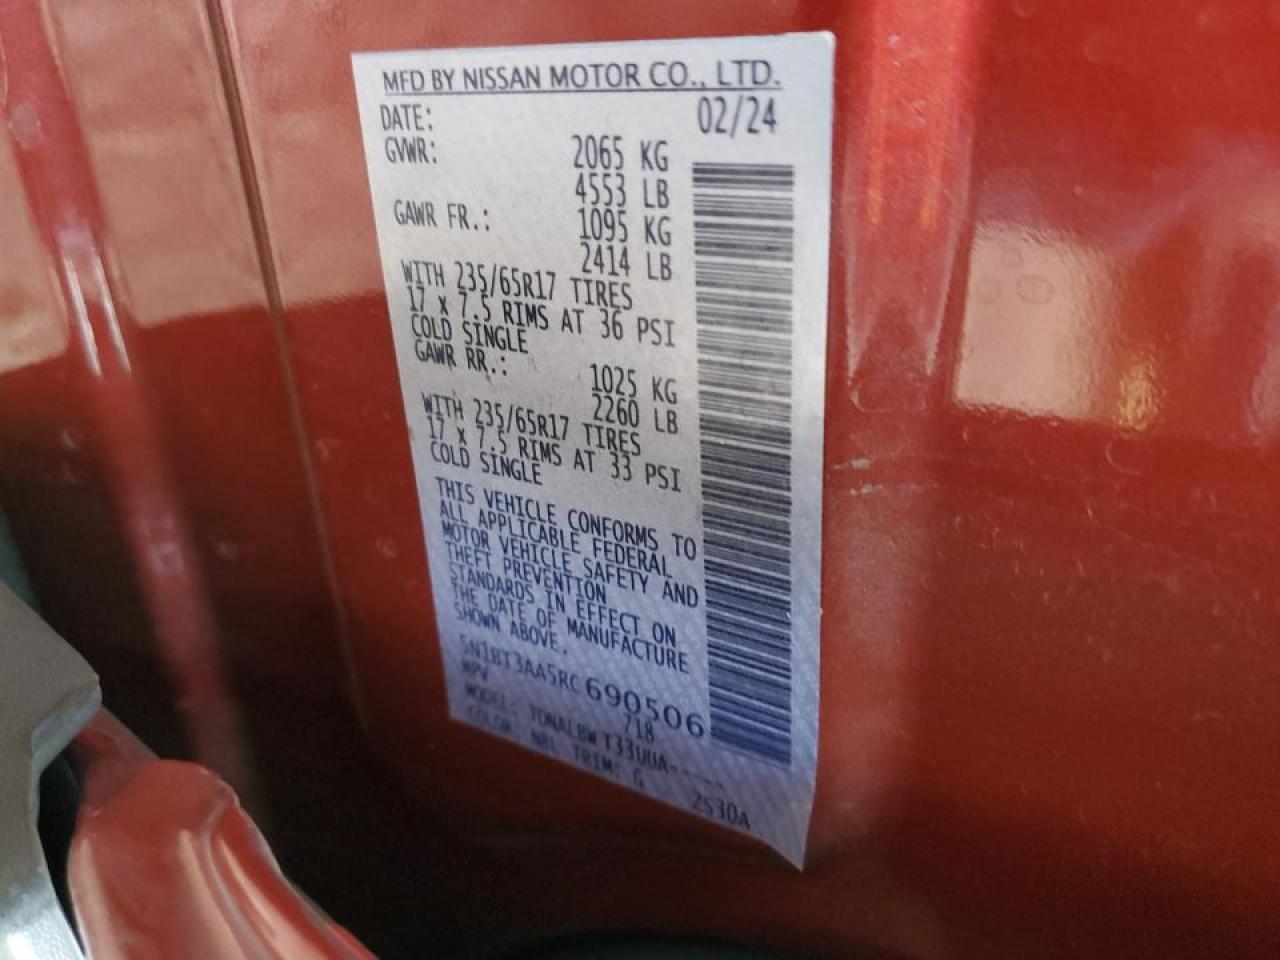 MFD BY NISSAN MOTOR CO., LTD.
DATE: 02/24
GVWR: 2065 KG
4553 LB
GAWR FR.: 1095 KG
2414 LB
WITH 235/65R17 TIRES
17 X 7.5 RIMS AT 36 PSI
COLD SINGLE
GAWR RR.: 1025 KG
2260 LB
WITH 235/65R17 TIRES
17 X 7.5 RIMS AT 33 PSI
COLD SINGLE
THIS VEHICLE CONFORMS TO
ALL APPLICABLE FEDERAL
MOTOR VEHICLE SAFETY AND
THEFT PREVENTION
STANDARDS IN EFFECT ON
THE DATE OF MANUFACTURE
SHOWN ABOVE.
5N1BT3AA5RC690506
MPV 718
MODEL:
COLOR: NBL TRIM: G 2S30A